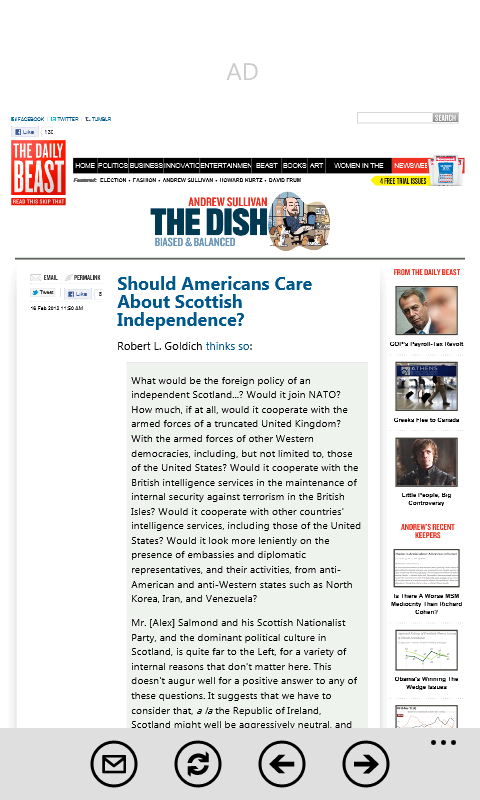 AD
FACEBOOK | TWITTER | TUMBLR
SEARCH
Like 130
THE DAILY
BEAST
READ THIS SKIP THAT
HOME POLITICS BUSINESS INNOVATIO ENTERTAINMEN BEAST BOOKS ART WOMEN IN THE NEWSWEE
Featured: ELECTION • FASHION • ANDREW SULLIVAN • HOWARD KURTZ • DAVID FRUM
4 FREE TRIAL ISSUES
ANDREW SULLIVAN
THE DISH
BIASED & BALANCED
EMAIL PERMALINK
Tweet Like
16 Feb 2012 11:50 AM
Should Americans Care
About Scottish
Independence?
Robert L. Goldich thinks so:
What would be the foreign policy of an
independent Scotland...? Would it join NATO?
How much, if at all, would it cooperate with the
armed forces of a truncated United Kingdom?
With the armed forces of other Western
democracies, including, but not limited to, those
of the United States? Would it cooperate with the
British intelligence services in the maintenance of
internal security against terrorism in the British
Isles? Would it cooperate with other countries'
intelligence services, including those of the United
States? Would it look more leniently on the
presence of embassies and diplomatic
representatives, and their activities, from anti-
American and anti-Western states such as North
Korea, Iran, and Venezuela?
Mr. [Alex] Salmond and his Scottish Nationalist
Party, and the dominant political culture in
Scotland, is quite far to the Left, for a variety of
internal reasons that don't matter here. This
doesn't augur well for a positive answer to any of
these questions. It suggests that we have to
consider that, a la the Republic of Ireland,
Scotland might well be aggressively neutral, and
FROM THE DAILY BEAST
GOP's Payroll-Tax Revolt
ATHENS
Greeks Flee to Canada
Little People, Big
Controversy
ANDREW'S RECENT
KEEPERS
Is There A Worse MSM
Mediocrity Than Richard
Cohen?
Obama's Winning The
Wedge Issues